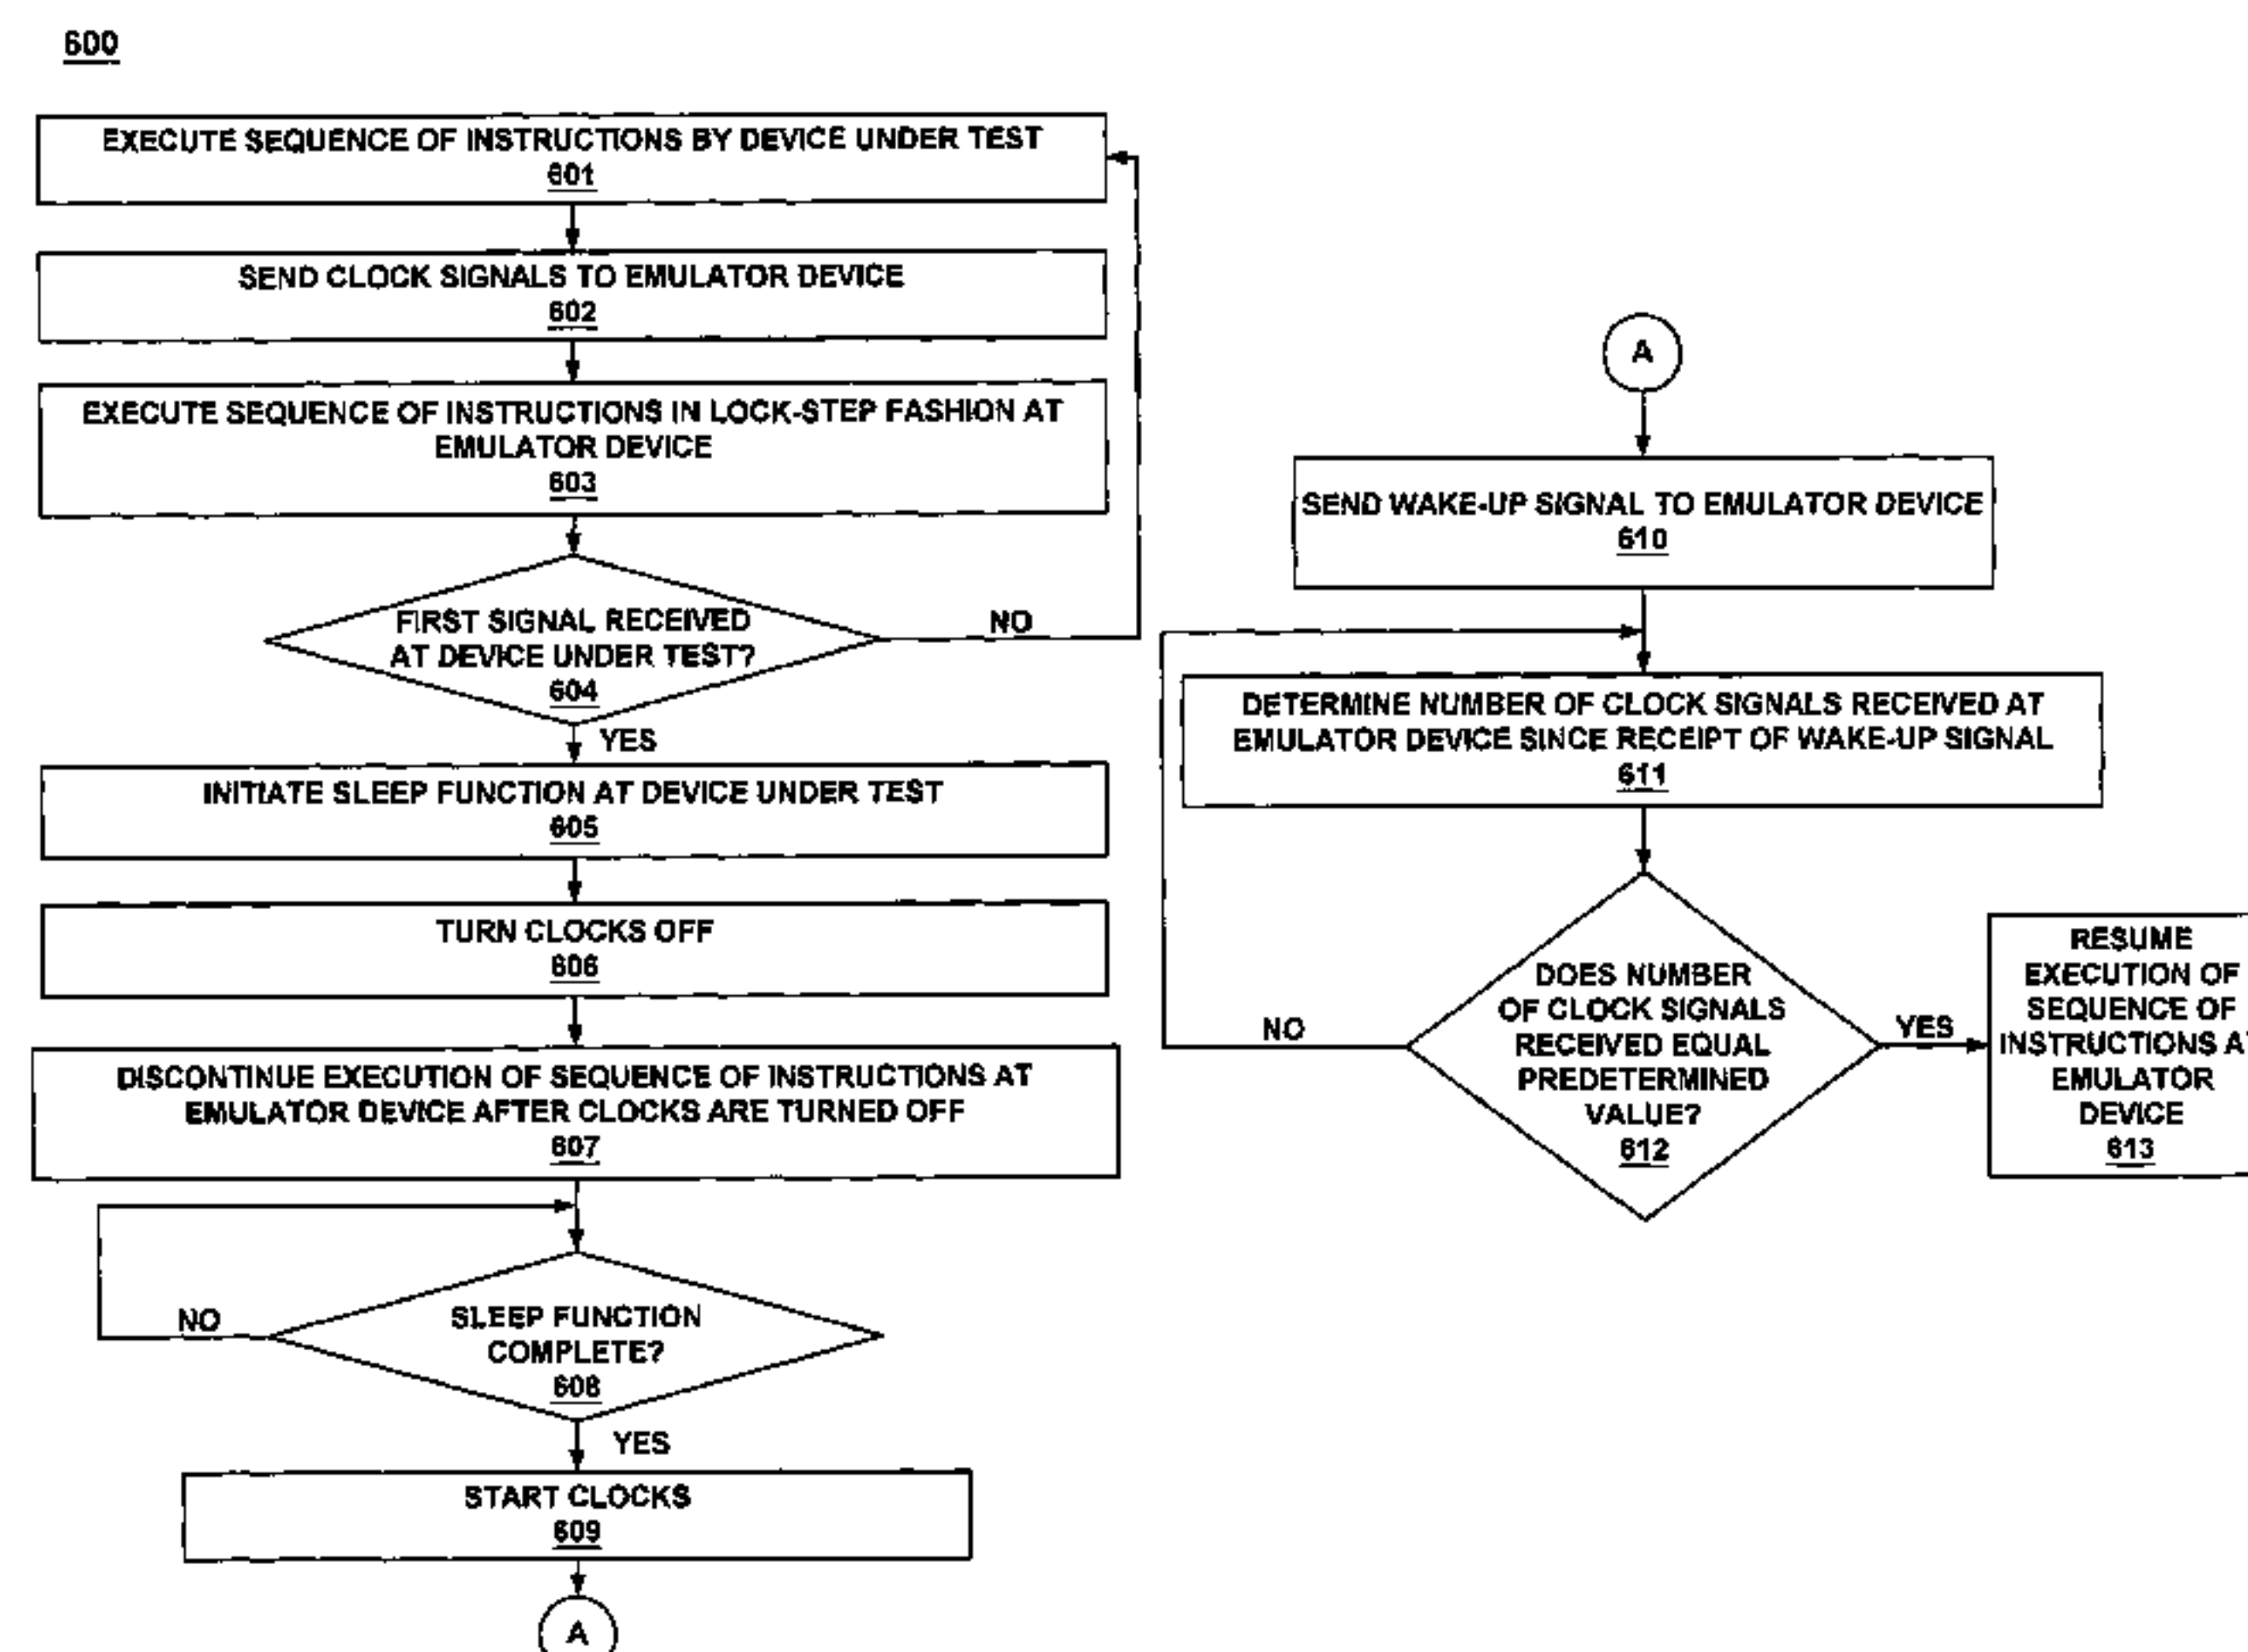 600
EXECUTE SEQUENCE OF INSTRUCTIONS BY DEVICE UNDER TEST
601
SEND CLOCK SIGNALS TO EMULATOR DEVICE
602
EXECUTE SEQUENCE OF INSTRUCTIONS IN LOCK-STEP FASHION AT
EMULATOR DEVICE
603
FIRST SIGNAL RECEIVED
AT DEVICE UNDER TEST?
604
NO
YES
INITIATE SLEEP FUNCTION AT DEVICE UNDER TEST
605
TURN CLOCKS OFF
606
DISCONTINUE EXECUTION OF SEQUENCE OF INSTRUCTIONS AT
EMULATOR DEVICE AFTER CLOCKS ARE TURNED OFF
607
NO
SLEEP FUNCTION
COMPLETE?
608
YES
START CLOCKS
609
A
A
SEND WAKE-UP SIGNAL TO EMULATOR DEVICE
610
DETERMINE NUMBER OF CLOCK SIGNALS RECEIVED AT
EMULATOR DEVICE SINCE RECEIPT OF WAKE-UP SIGNAL
611
NO
DOES NUMBER
OF CLOCK SIGNALS
RECEIVED EQUAL
PREDETERMINED
VALUE?
612
YES
RESUME
EXECUTION OF
SEQUENCE OF
INSTRUCTIONS AT
EMULATOR
DEVICE
613